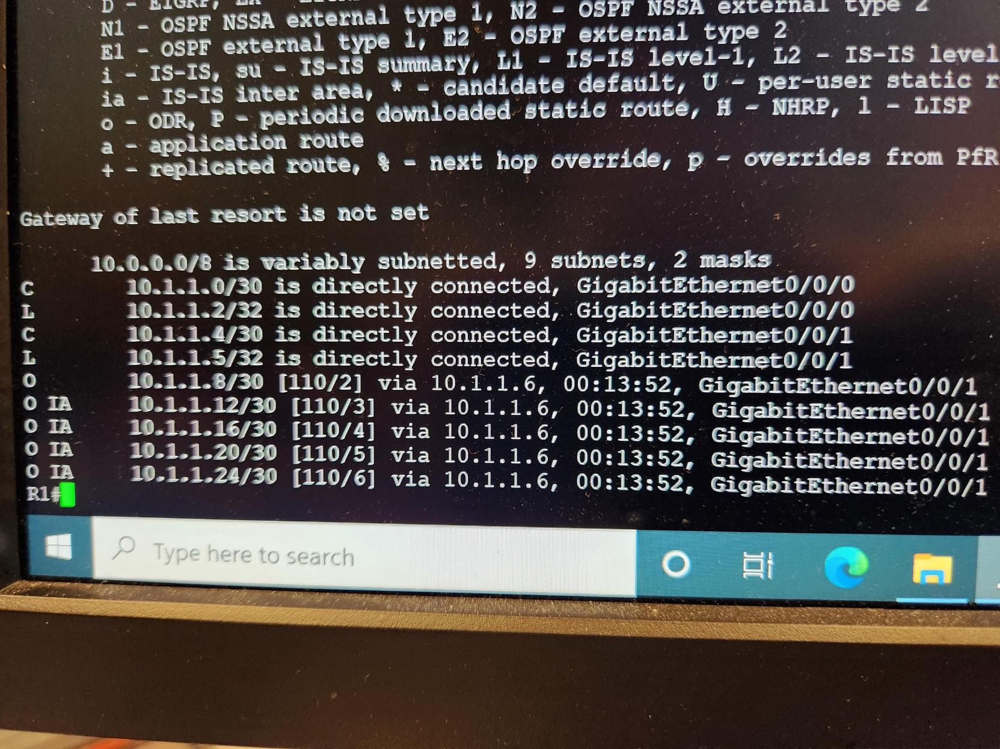 D - EIGRP, EX -
N1 - OSPF NSSA external type 1, N2 - OSPF NSSA external type 2
E1 - OSPF external type 1, E2 - OSPF external type 2
i - IS-IS, su - IS-IS summary, L1 - IS-IS level-1, L2 - IS-IS level
ia - IS-IS inter area, * - candidate default, U - per-user static r
o - ODR, P - periodic downloaded static route, H - NHRP, l - LISP
a - application route
+ - replicated route, % - next hop override, p - overrides from PfR
Gateway of last resort is not set
10.0.0.0/8 is variably subnetted, 9 subnets, 2 masks
C 10.1.1.0/30 is directly connected, GigabitEthernet0/0/0
L 10.1.1.2/32 is directly connected, GigabitEthernet0/0/0
C 10.1.1.4/30 is directly connected, GigabitEthernet0/0/1
L 10.1.1.5/32 is directly connected, GigabitEthernet0/0/1
O 10.1.1.8/30 [110/2] via 10.1.1.6, 00:13:52, GigabitEthernet0/0/1
O IA 10.1.1.12/30 [110/3] via 10.1.1.6, 00:13:52, GigabitEthernet0/0/1
O IA 10.1.1.16/30 [110/4] via 10.1.1.6, 00:13:52, GigabitEthernet0/0/1
O IA 10.1.1.20/30 [110/5] via 10.1.1.6, 00:13:52, GigabitEthernet0/0/1
O IA 10.1.1.24/30 [110/6] via 10.1.1.6, 00:13:52, GigabitEthernet0/0/1
R1#
Type here to search